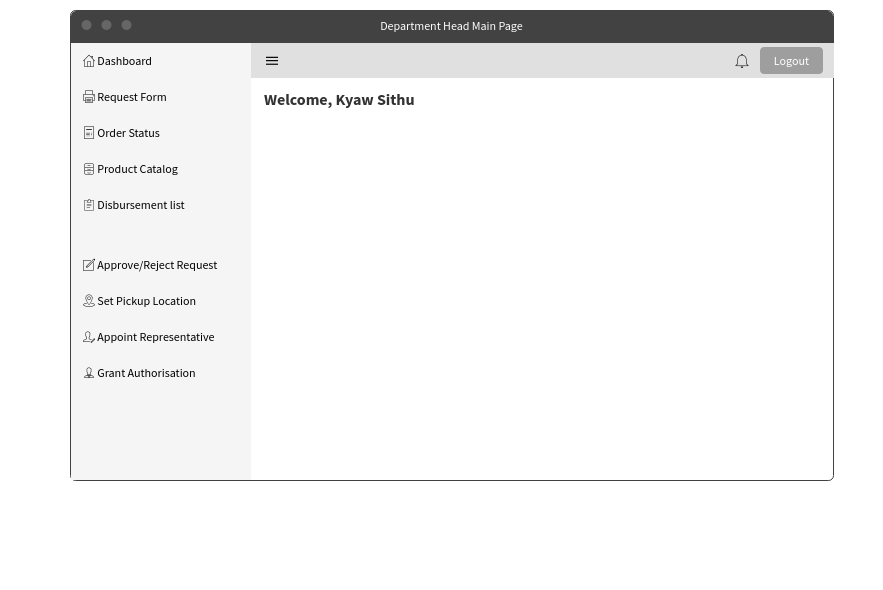 Department Head Main Page
Dashboard
Request Form
Order Status
Product Catalog
Disbursement list
Approve/Reject Request
Set Pickup Location
Appoint Representative
Grant Authorisation
Logout
Welcome, Kyaw Sithu